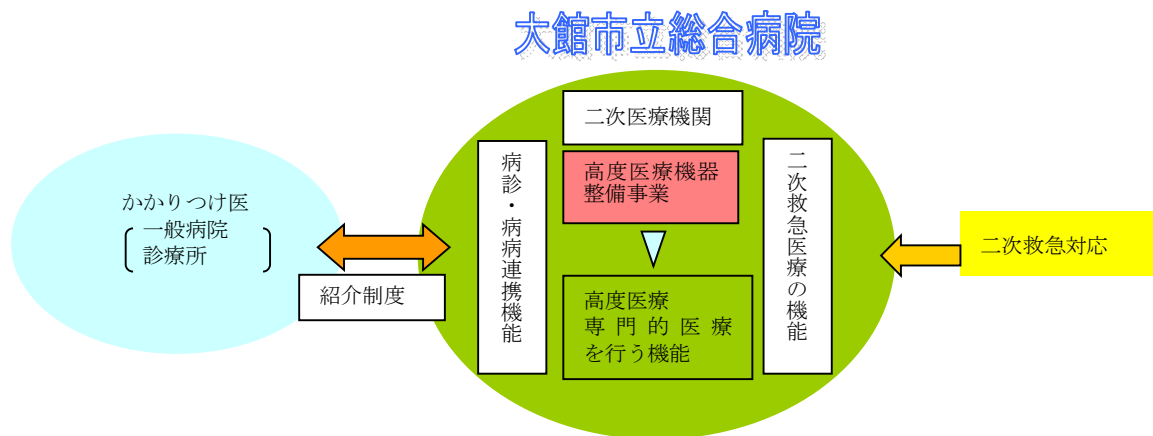 大館市立総合病院
かかりつけ医
一般病院
診療所
紹介制度
病診・病病連携機能
二次医療機関
高度医療機器
整備事業
高度医療
専門的医療
を行う機能
二次救急医療の機能
二次救急対応